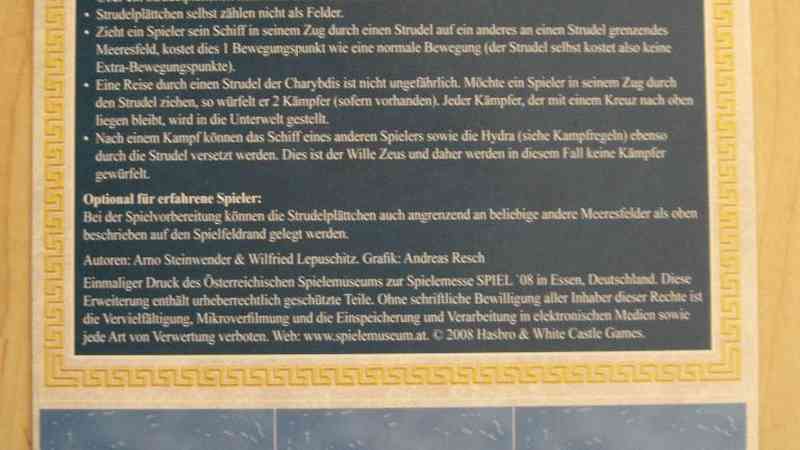 • Strudelplättchen selbst zählen nicht als Felder.
• Zieht ein Spieler sein Schiff in seinem Zug durch einen Strudel auf ein anderes an einen Strudel grenzendes
Meeresfeld, kostet dies 1 Bewegungspunkt wie eine normale Bewegung (der Strudel selbst kostet also keine
Extra-Bewegungspunkte).
• Eine Reise durch einen Strudel der Charybdis ist nicht ungefährlich. Möchte ein Spieler in seinem Zug durch
den Strudel ziehen, so würfelt er 2 Kämpfer (sofern vorhanden). Jeder Kämpfer, der mit einem Kreuz nach oben
liegen bleibt, wird in die Unterwelt gestellt.
• Nach einem Kampf können das Schiff eines anderen Spielers sowie die Hydra (siehe Kampfregeln) ebenso
durch die Strudel versetzt werden. Dies ist der Wille Zeus und daher werden in diesem Fall keine Kämpfer
gewürfelt.
Optional für erfahrene Spieler:
Bei der Spielvorbereitung können die Strudelplättchen auch angrenzend an beliebige andere Meeresfelder als oben
beschrieben auf den Spielfeldrand gelegt werden.
Autoren: Arno Steinwender & Wilfried Lepuschitz. Grafik: Andreas Resch
Einmaliger Druck des Österreichischen Spielemuseums zur Spielemesse SPIEL `08 in Essen, Deutschland. Diese
Erweiterung enthält urheberrechtlich geschützte Teile. Ohne schriftliche Bewilligung aller Inhaber dieser Rechte ist
die Vervielfältigung, Mikroverfilmung und die Einspeicherung und Verarbeitung in elektronischen Medien sowie
jede Art von Verwertung verboten. Web: www.spielemuseum.at. © 2008 Hasbro & White Castle Games.